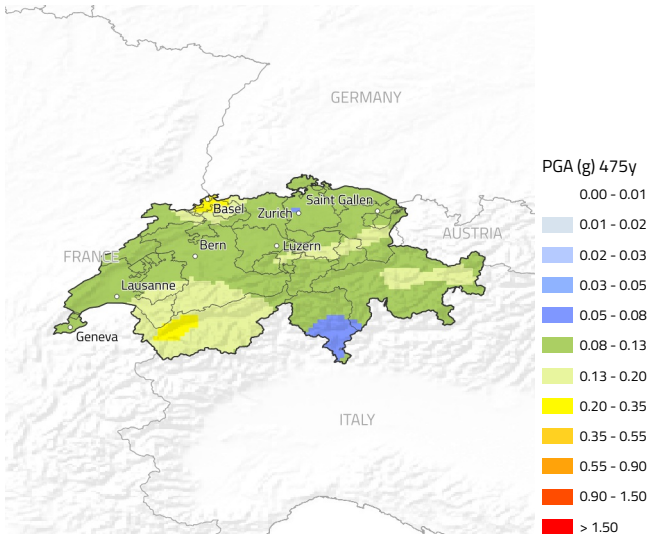 GERMANY
PGA (g) 475y
0.00 - 0.01
Saint Gallen
Basel
Zurich
0.01 - 0.02
AUSTRIA
Bern
Luzern
FRANCE
0.02 - 0.03
Lausanne
0.03 - 0.05
0.05 - 0.08
Geneva
0.08 - 0.13
0.13 - 0.20
ITALY
0.20 - 0.35
0.35 - 0.55
0.55 - 0.90
0.90 - 1.50
> 1.50